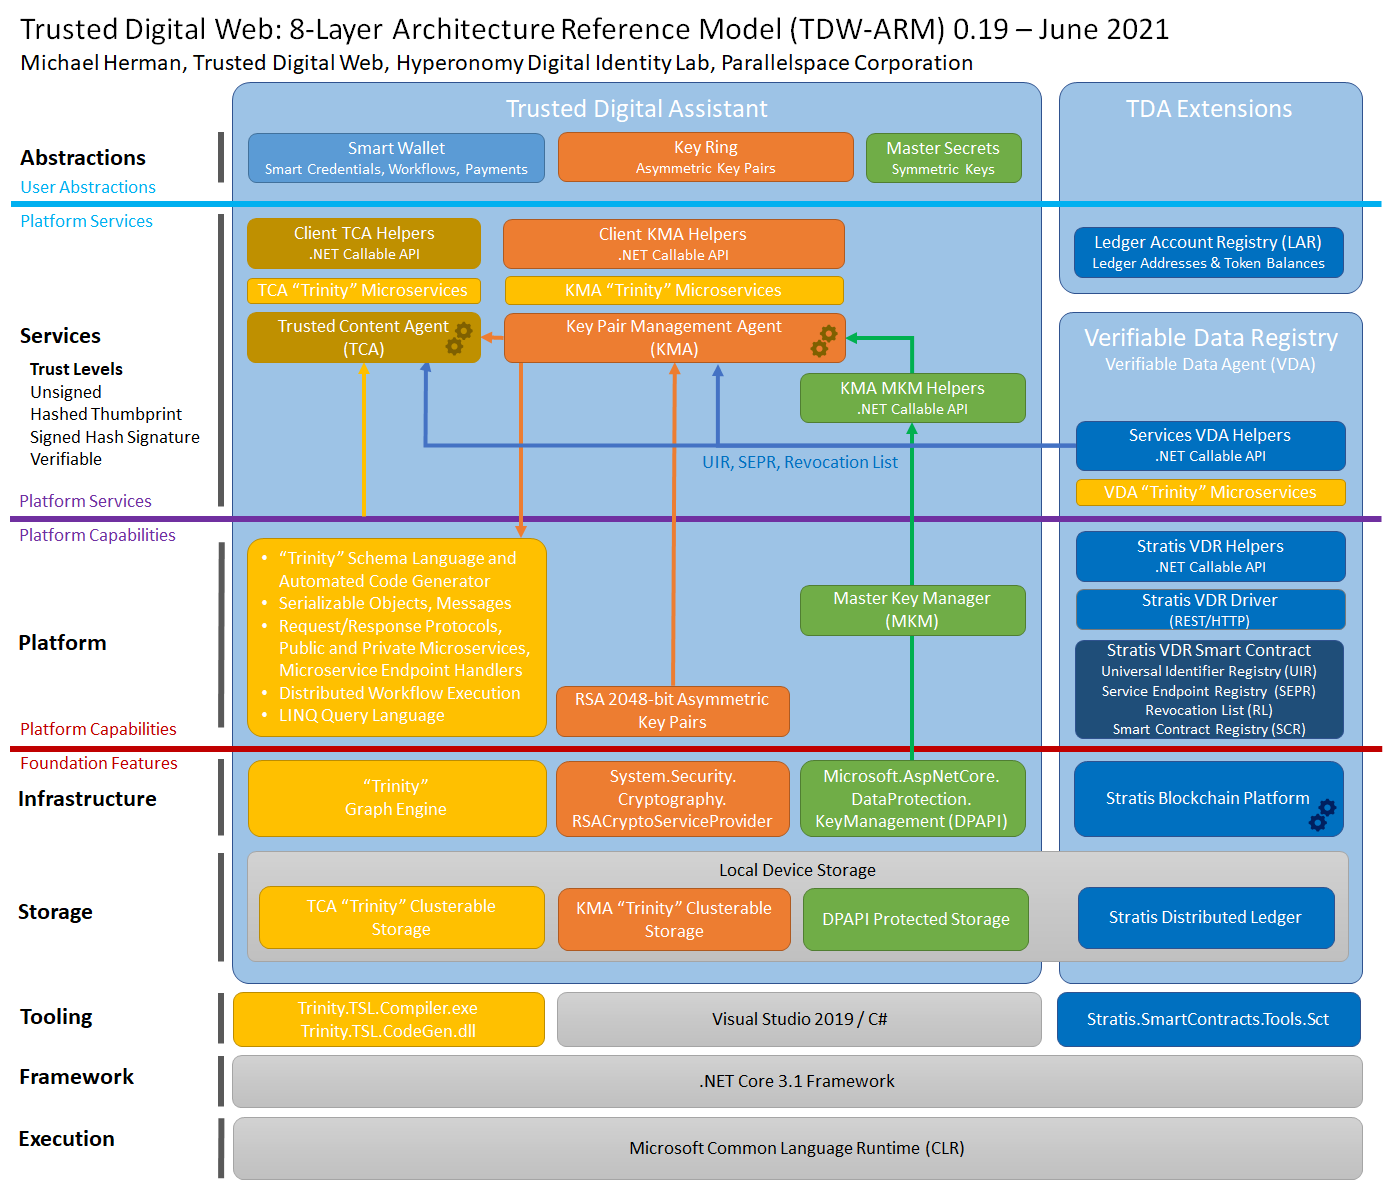 Trusted Digital Web: 8-Layer Architecture Reference Model (TDW-ARM) 0.19 – June 2021
Michael Herman, Trusted Digital Web, Hyperonomy Digital Identity Lab, Parallelspace Corporation
Trusted Digital Assistant
TDA Extensions
Abstractions
User Abstractions
Smart Wallet
Smart Credentials, Workflows, Payments
Key Ring
Asymmetric Key Pairs
Master Secrets
Symmetric Keys
Platform Services
Client TCA Helpers
.NET Callable API
Client KMA Helpers
.NET Callable API
Ledger Account Registry (LAR)
Ledger Addresses & Token Balances
TCA “Trinity” Microservices
KMA “Trinity” Microservices
Services
Trust Levels
Unsigned
Hashed Thumbprint
Signed Hash Signature
Verifiable
Trusted Content Agent
(TCA)
Key Pair Management Agent
(KMA)
Verifiable Data Registry
Verifiable Data Agent (VDA)
KMA MKM Helpers
.NET Callable API
Services VDA Helpers
.NET Callable API
UIR, SEPR, Revocation List
VDA “Trinity” Microservices
Platform Services
Platform Capabilities
Platform
• “Trinity” Schema Language and
Automated Code Generator
• Serializable Objects, Messages
• Request/Response Protocols,
Public and Private Microservices,
Microservice Endpoint Handlers
• Distributed Workflow Execution
• LINQ Query Language
RSA 2048-bit Asymmetric
Key Pairs
Master Key Manager
(MKM)
Stratis VDR Helpers
.NET Callable API
Stratis VDR Driver
(REST/HTTP)
Stratis VDR Smart Contract
Universal Identifier Registry (UIR)
Service Endpoint Registry (SEPR)
Revocation List (RL)
Smart Contract Registry (SCR)
Platform Capabilities
Foundation Features
Infrastructure
“Trinity”
Graph Engine
System.Security.
Cryptography.
RSACryptoServiceProvider
Microsoft.AspNetCore.
DataProtection.
KeyManagement (DPAPI)
Stratis Blockchain Platform
Storage
Local Device Storage
TCA “Trinity” Clusterable
Storage
KMA “Trinity” Clusterable
Storage
DPAPI Protected Storage
Stratis Distributed Ledger
Tooling
Trinity.TSL.Compiler.exe
Trinity.TSL.CodeGen.dll
Visual Studio 2019 / C#
Stratis.SmartContracts.Tools.Sct
Framework
.NET Core 3.1 Framework
Execution
Microsoft Common Language Runtime (CLR)